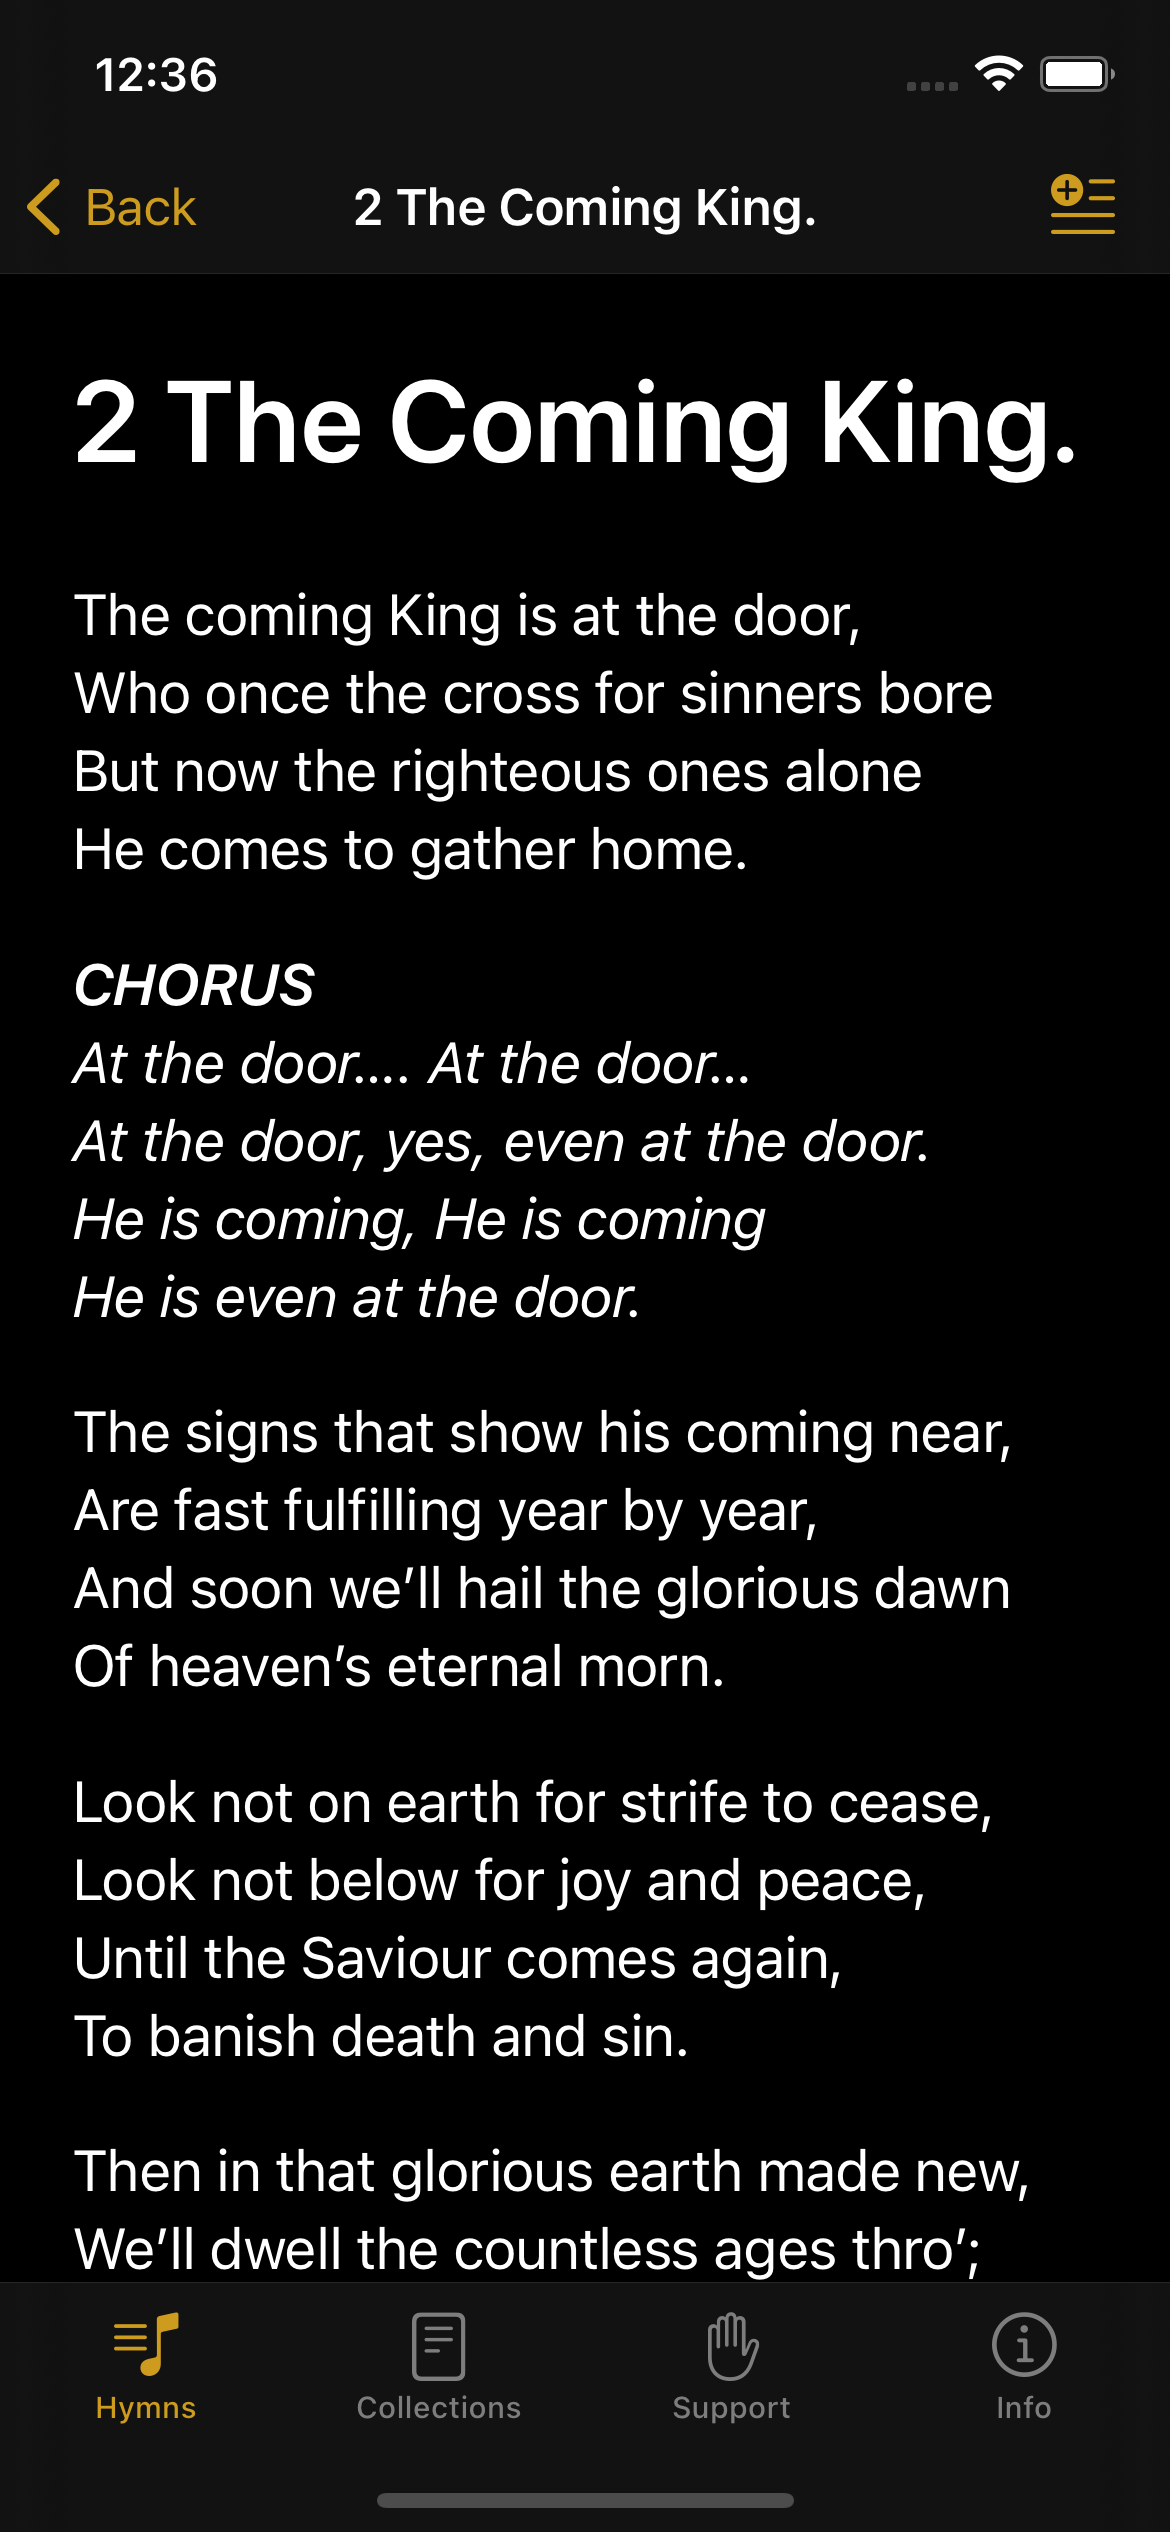 12:36
Back
2 The Coming King.
2 The Coming King.
The coming King is at the door,
Who once the cross for sinners bore
But now the righteous ones alone
He comes to gather home.
CHORUS
At the door.... At the door...
At the door, yes, even at the door.
He is coming, He is coming
He is even at the door.
The signs that show his coming near,
Are fast fulfilling year by year,
And soon we’ll hail the glorious dawn
Of heaven’s eternal morn.
Look not on earth for strife to cease,
Look not below for joy and peace,
Until the Saviour comes again,
To banish death and sin.
Then in that glorious earth made new,
We’ll dwell the countless ages thro’;
Hymns
Collections
Support
Info